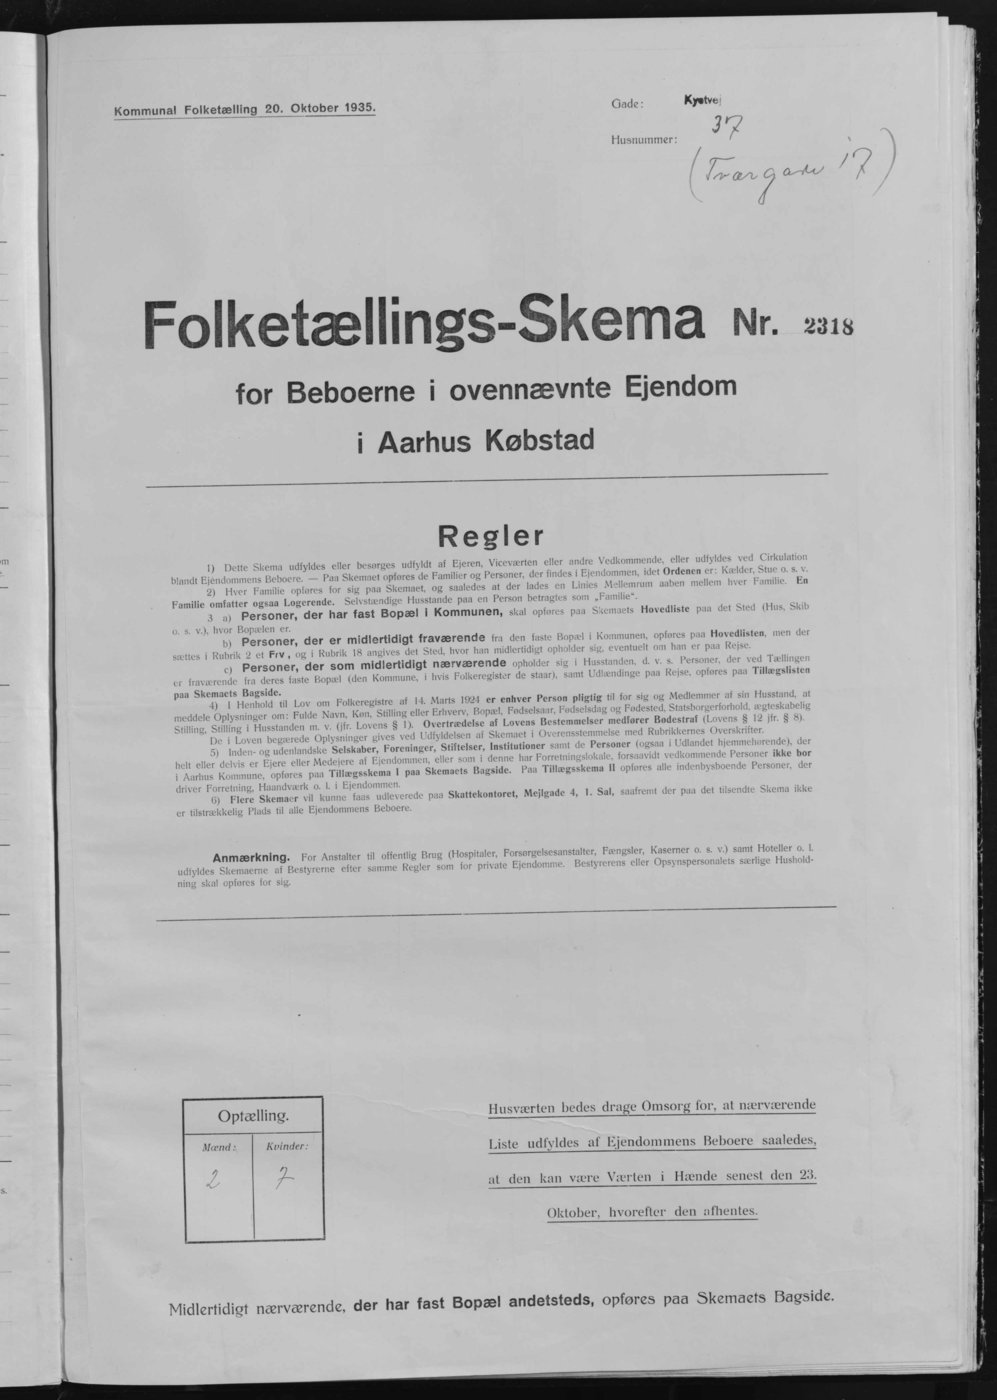 Kommunal Folketælling 20. Oktober 1935.
Gade: Kystvej
Husnummer: 37
(Tværgade 17)
Folketællings-Skema Nr. 2318
for Beboerne i ovennævnte Ejendom
i Aarhus Købstad
Regler
1) Dette Skema udfyldes eller besørges udfyldt af Ejeren, Viceværten eller andre Vedkommende, eller udfyldes ved Cirkulation
blandt Ejendommens Beboere. — Paa Skemaet opføres de Familier og Personer, der findes i Ejendommen, idet Ordenen er: Kælder, Stue o. s. v.
2) Hver Familie opføres for sig paa Skemaet, og saaledes at der lades en Linies Mellemrum aaben mellem hver Familie. En
Familie omfatter ogsaa Logerende. Selvstændige Husstande paa en Person betragtes som „Familie“.
3 a) Personer, der har fast Bopæl i Kommunen, skal opføres paa Skemaets Hovedliste paa det Sted (Hus, Skib
o. s. v.), hvor Bopælen er.
b) Personer, der er midlertidigt fraværende fra den faste Bopæl i Kommunen, opføres paa Hovedlisten, men der
sættes i Rubrik 2 et Frv, og i Rubrik 18 angives det Sted, hvor han midlertidigt opholder sig, eventuelt om han er paa Rejse.
c) Personer, der som midlertidigt nærværende opholder sig i Husstanden, d. v. s. Personer, der ved Tællingen
er fraværende fra deres faste Bopæl (den Kommune, i hvis Folkeregister de staar), samt Udlændinge paa Rejse, opføres paa Tillægslisten
paa Skemaets Bagside.
4) I Henhold til Lov om Folkeregistre af 14. Marts 1924 er enhver Person pligtig til for sig og Medlemmer af sin Husstand, at
meddele Oplysninger om: Fulde Navn, Køn, Stilling eller Erhverv, Bopæl, Fødselsaar, Fødselsdag og Fødested, Statsborgerforhold, ægteskabelig
Stilling, Stilling i Husstanden m. v. (jfr. Lovens § 1). Overtrædelse af Lovens Bestemmelser medfører Bødestraf (Lovens § 12 jfr. § 8).
De i Loven begærede Oplysninger gives ved Udfyldelsen af Skemaet i Overensstemmelse med Rubrikkernes Overskrifter.
5) Inden- og udenlandske Selskaber, Foreninger, Stiftelser, Institutioner samt de Personer (ogsaa i Udlandet hjemmehørende), der
helt eller delvis er Ejere eller Medejere af Ejendommen, eller som i denne har Forretningslokale, forsaavidt vedkommende Personer ikke bor
i Aarhus Kommune, opføres paa Tillægsskema I paa Skemaets Bagside. Paa Tillægsskema II opføres alle indenbysboende Personer, der
driver Forretning, Haandværk o. l. i Ejendommen.
6) Flere Skemaer vil kunne faas udleverede paa Skattekontoret, Mejlgade 4, 1. Sal, saafremt der paa det tilsendte Skema ikke
er tilstrækkelig Plads til alle Ejendommens Beboere.
Anmærkning. For Anstalter til offentlig Brug (Hospitaler, Forsørgelsesanstalter, Fængsler, Kaserner o. s. v.) samt Hoteller o. l.
udfyldes Skemaerne af Bestyrerne efter samme Regler som for private Ejendomme. Bestyrerens eller Opsynspersonalets særlige Hushold-
ning skal opføres for sig.
Optælling.
Mænd: Kvinder:
2 7
Husværten bedes drage Omsorg for, at nærværende
Liste udfyldes af Ejendommens Beboere saaledes,
at den kan være Værten i Hænde senest den 23.
Oktober, hvorefter den afhentes.
Midlertidigt nærværende, der har fast Bopæl andetsteds, opføres paa Skemaets Bagside.